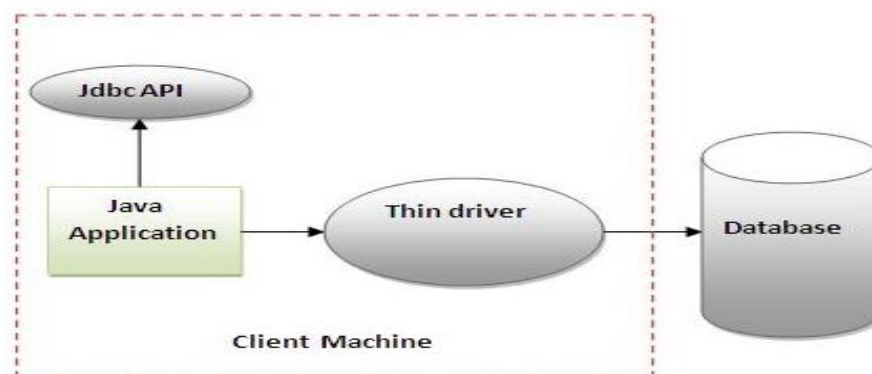 Jdbc API
Java
Application
Thin driver
Database
Client Machine